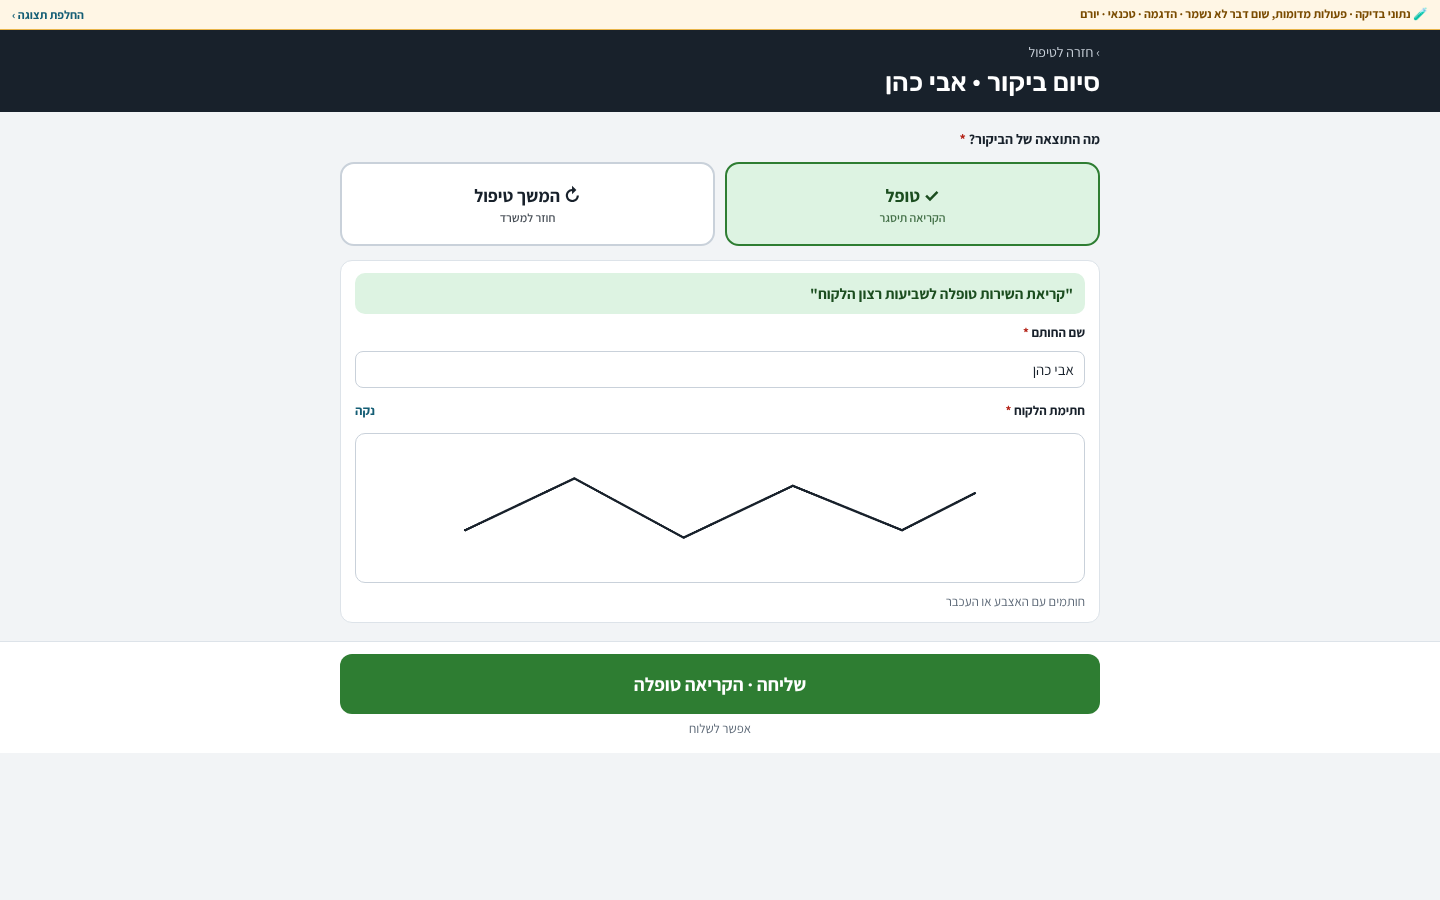 🧪 נתוני בדיקה · פעולות מדומות, שום דבר לא נשמר · הדגמה · טכנאי · יורם
החלפת תצוגה ›
› חזרה לטיפול
סיום ביקור • אבי כהן
מה התוצאה של הביקור? *
✓ טופל
הקריאה תיסגר
↻ המשך טיפול
חוזר למשרד
"קריאת השירות טופלה לשביעות רצון הלקוח"
שם החותם *
אבי כהן
חתימת הלקוח *
נקה
חותמים עם האצבע או העכבר
שליחה · הקריאה טופלה
אפשר לשלוח